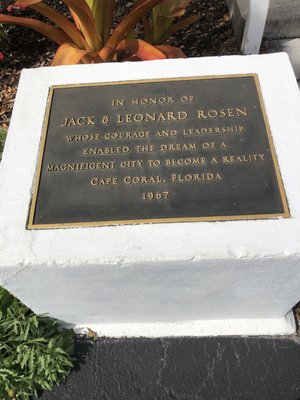 IN HONOR OF
JACK & LEONARD ROSEN
WHOSE COURAGE AND LEADERSHIP
ENABLED THE DREAM OF A
MAGNIFICENT CITY TO BECOME A REALITY
CAPE CORAL, FLORIDA
1967